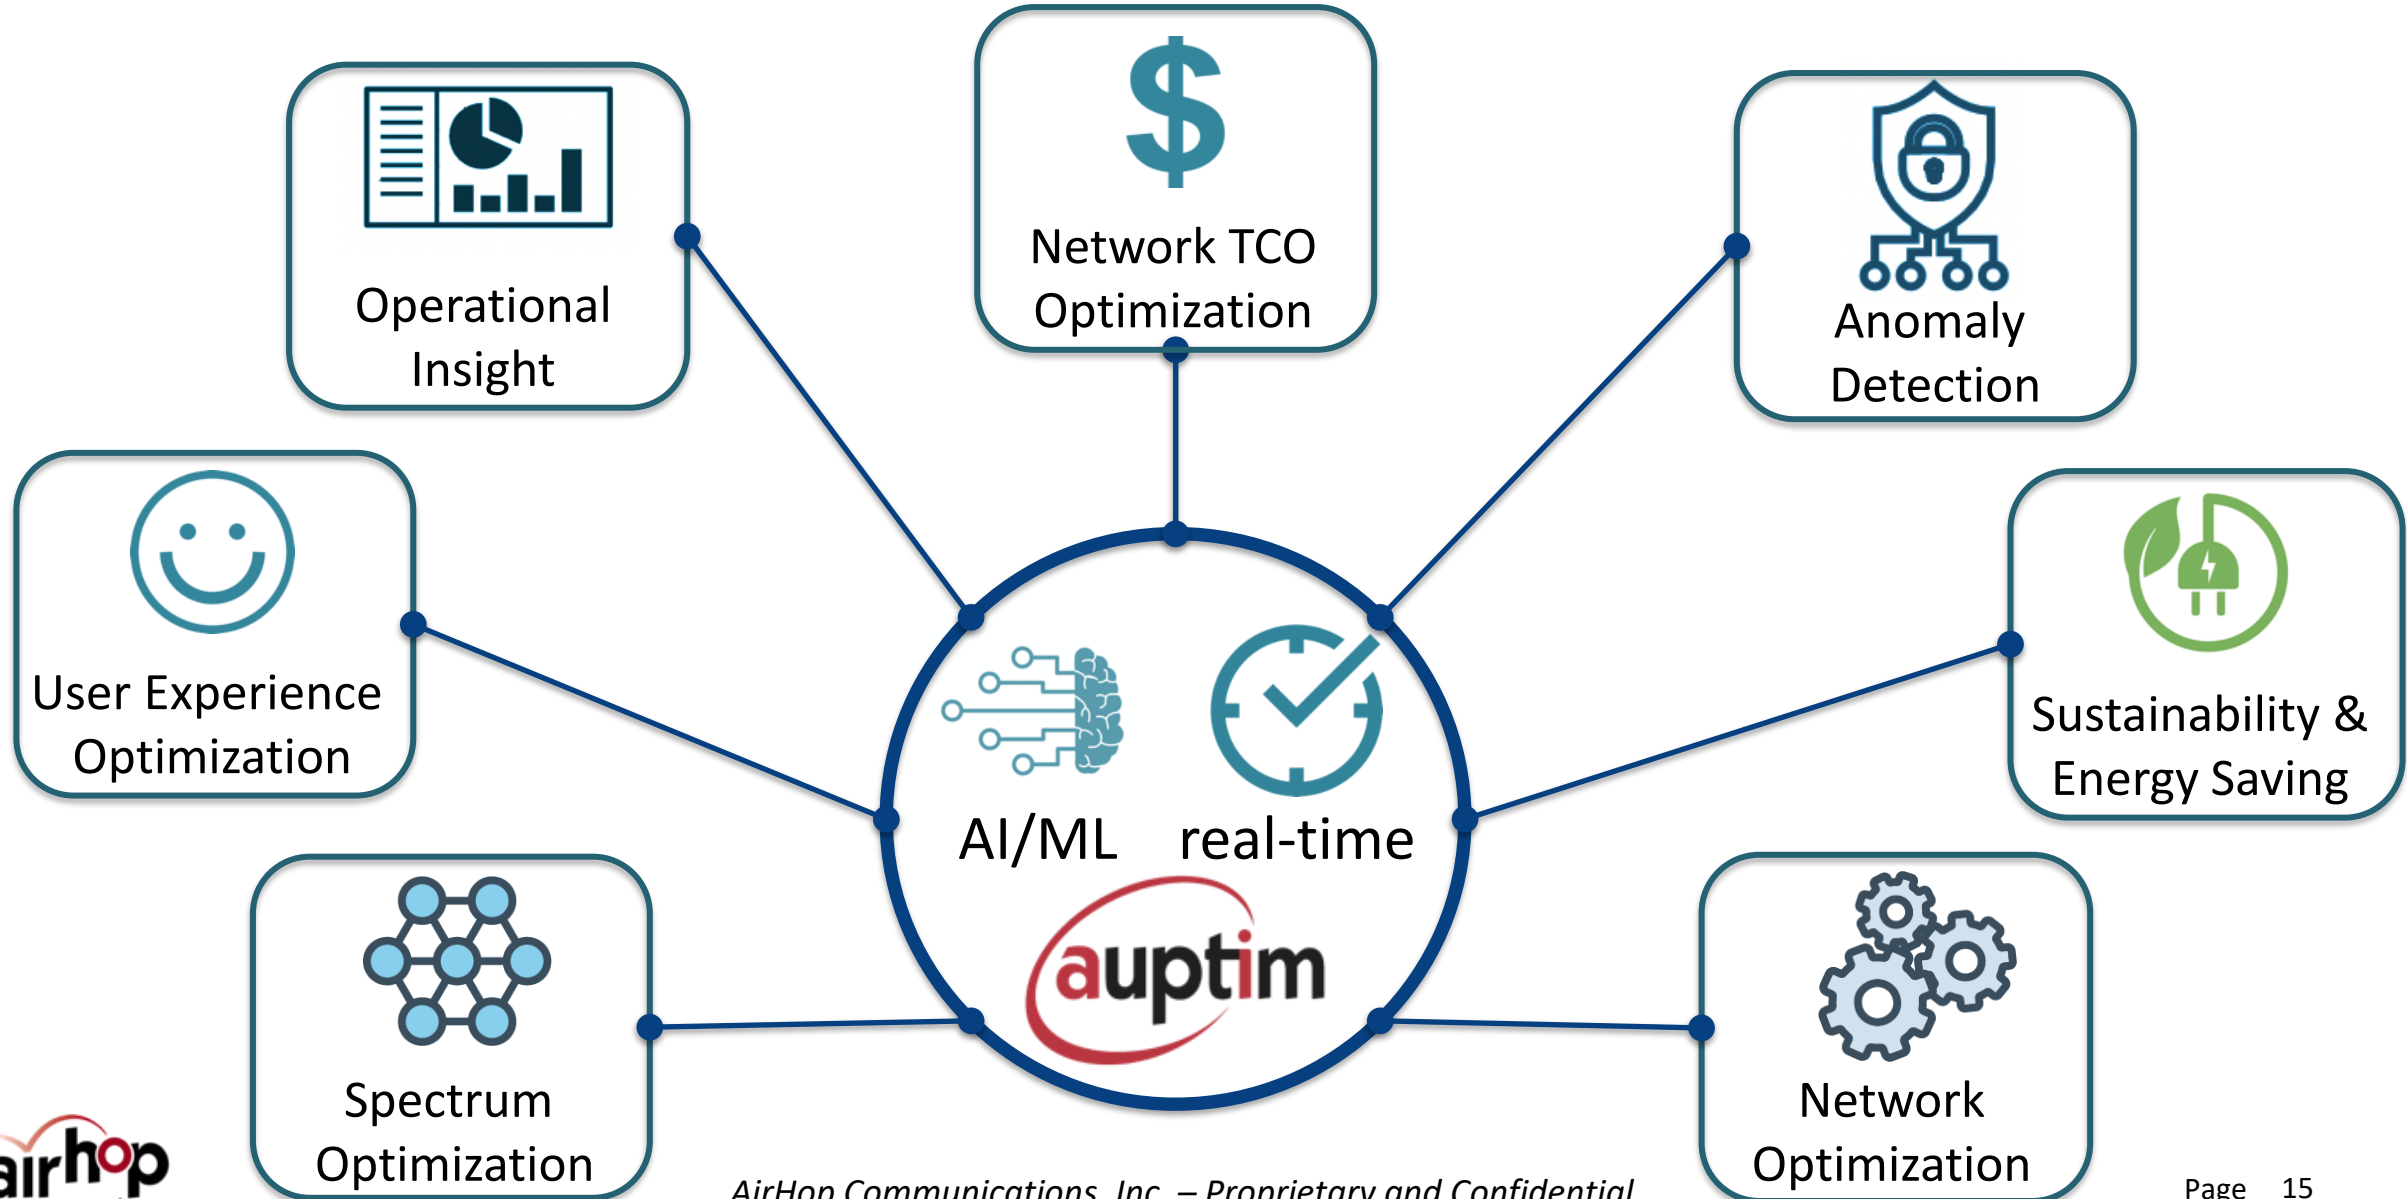 Network TCO
Optimization
Operational
Insight
Anomaly
Detection
User Experience
Optimization
Sustainability &
Energy Saving
AI/ML real-time
auptim
Spectrum
Optimization
Network
Optimization
airhop
AirHop Communications, Inc. – Proprietary and Confidential
Page 15